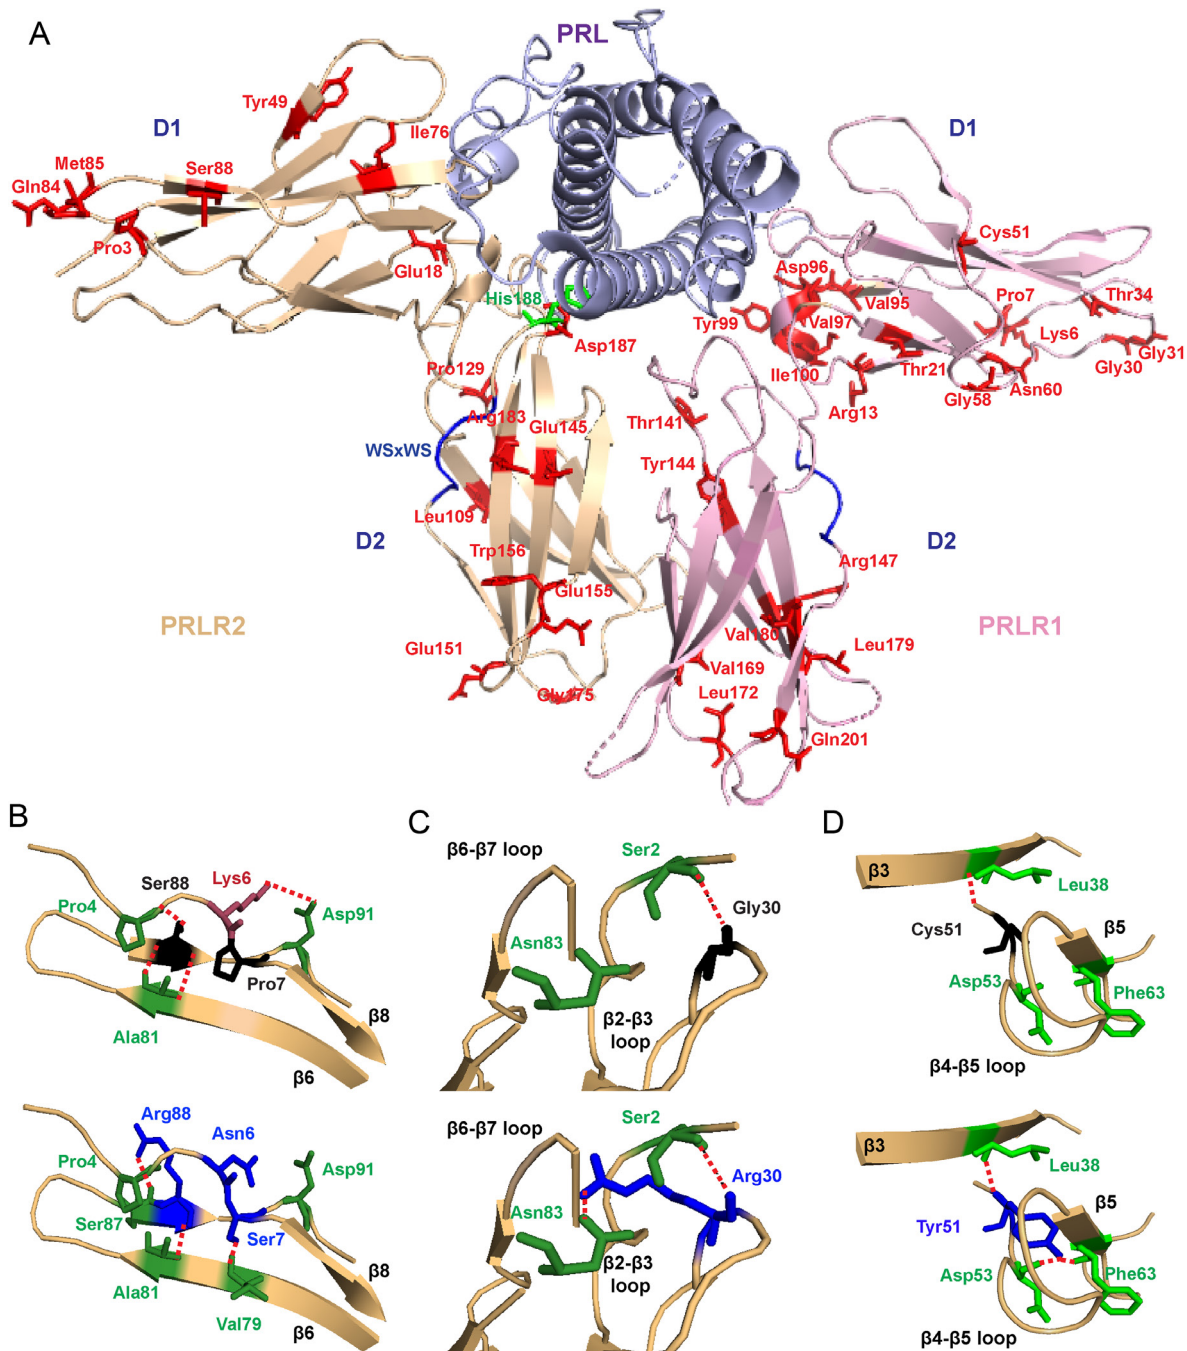 A
PRL
Tyr49
D1
Ile76
D1
Met85
Ser88
Gln84
Cys51
Pro3
Glu18
Asp96
Val95
Pro7
Thr34
His188
Tyr99
Val97
Lys6
Asp187
Gly31
Ile100
Thr21
Gly30
Pro129
Asn60
Arg13
Gly58
Arg183
Glu145
Thr141
WSxWS
Tyr144
Leu109
D2
Trp156
D2
Arg147
Glu155
PRLR2
Val180
PRLR1
Glu151
Leu179
Val169
Gly175
Leu172
Gln201
B
Ser88
Lys6
Pro4
Asp91
Pro7
Ala81
β8
β6
Arg88
Asn6
Pro4
Asp91
Ser87
Ser7
Ala81
β8
Val79
β6
C
β6-β7 loop
Ser2
Gly30
Asn83
β2-β3
loop
β6-β7 loop
Ser2
Arg30
Asn83
β2-β3
loop
D
β3
Leu38
Cys51
β5
Asp53
Phe63
β4-β5 loop
β3
Leu38
Tyr51
β5
Asp53
Phe63
β4-β5 loop